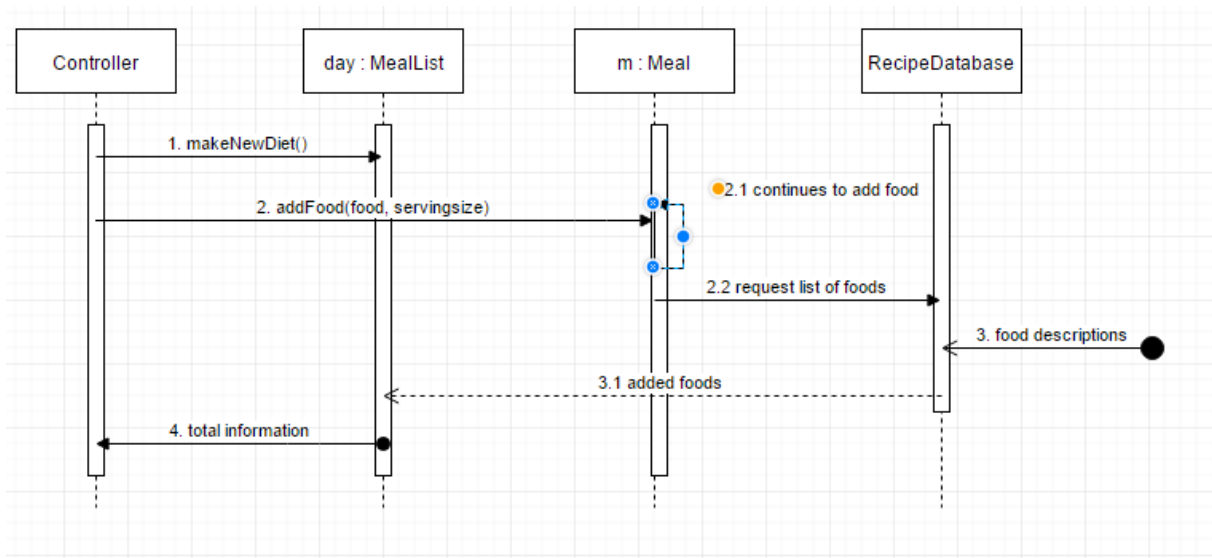 Controller
day : MealList
m : Meal
RecipeDatabase
1. makeNewDiet()
2.1 continues to add food
2. addFood(food, servingsize)
2.2 request list of foods
3. food descriptions
3.1 added foods
4. total information